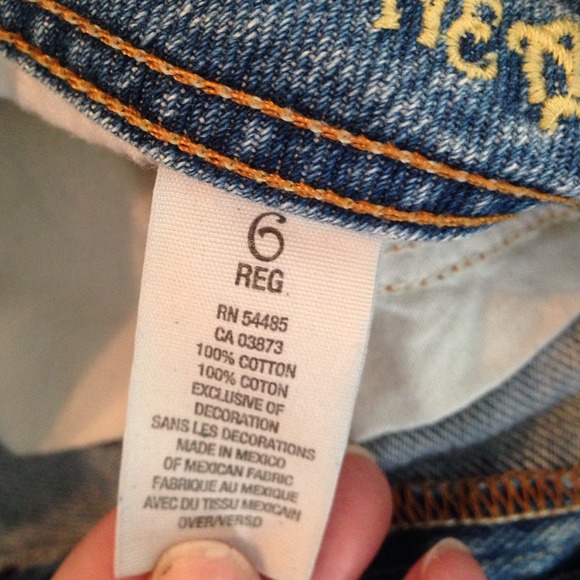 6
REG
RN 54485
CA 03873
100% COTTON
100% COTON
EXCLUSIVE OF
DECORATION
SANS LES DECORATIONS
MADE IN MEXICO
OF MEXICAN FABRIC
FABRIQUE AU MEXIQUE
AVEC DU TISSU MEXICAIN
OVER/VERSO